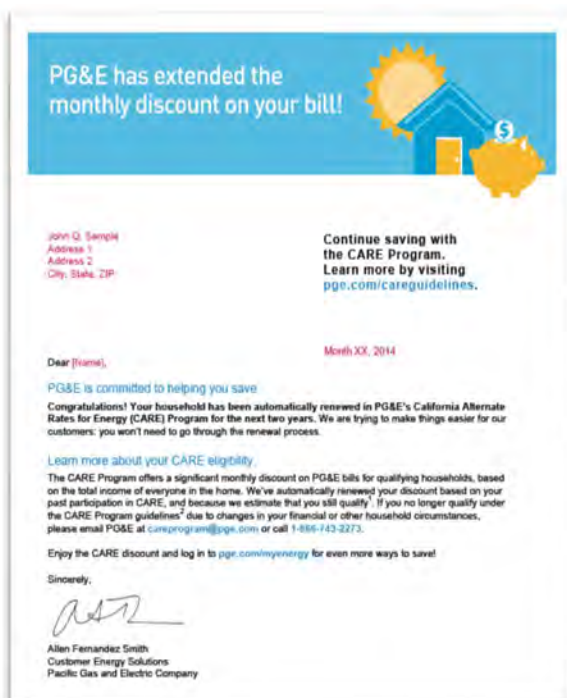 PG&E has extended the
monthly discount on your bill!
$
John Q. Sample
Address 1
Address 2
City, State, ZIP
Continue saving with
the CARE Program.
Learn more by visiting
pge.com/careguidelines.
Month XX, 2014
Dear [Name],
PG&E is committed to helping you save
Congratulations! Your household has been automatically renewed in PG&E's California Alternate
Rates for Energy (CARE) Program for the next two years. We are trying to make things easier for our
customers: you won't need to go through the renewal process.
Learn more about your CARE eligibility
The CARE Program offers a significant monthly discount on PG&E bills for qualifying households, based
on the total income of everyone in the home. We've automatically renewed your discount based on your
past participation in CARE, and because we estimate that you still qualify¹. If you no longer qualify under
the CARE Program guidelines² due to changes in your financial or other household circumstances,
please email PG&E at careprogram@pge.com or call 1-866-743-2273.
Enjoy the CARE discount and log in to pge.com/myenergy for even more ways to save!
Sincerely,
Allen Fernandez Smith
Customer Energy Solutions
Pacific Gas and Electric Company